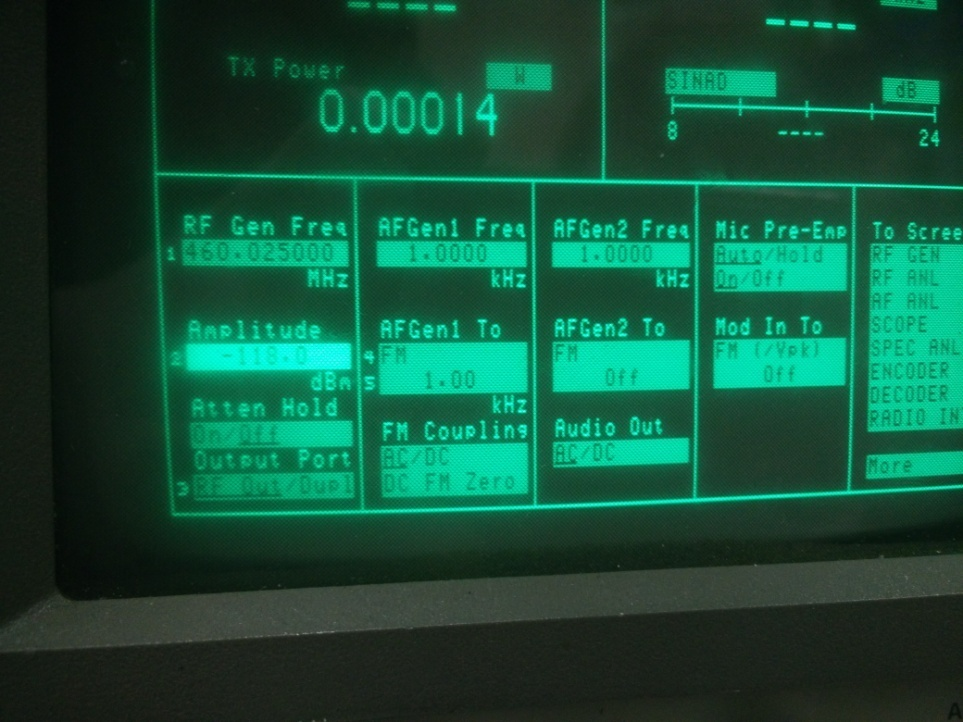 ----
----
TX Power
W
0.00014
SINAD
dB
8
----
24
RF Gen Freq
1 460.025000
MHz
Amplitude
2 -118.0
dBm
Atten Hold
On/Off
Output Port
3 RF Out/Dupl
AFGen1 Freq
1.0000
kHz
AFGen1 To
4 FM
5 1.00
kHz
FM Coupling
AC/DC
DC FM Zero
AFGen2 Freq
1.0000
kHz
AFGen2 To
FM
Off
Audio Out
AC/DC
Mic Pre-Emp
Auto/Hold
On/Off
Mod In To
FM (/Vpk)
Off
To Scree
RF GEN
RF ANL
AF ANL
SCOPE
SPEC ANL
ENCODER
DECODER
RADIO IN
More